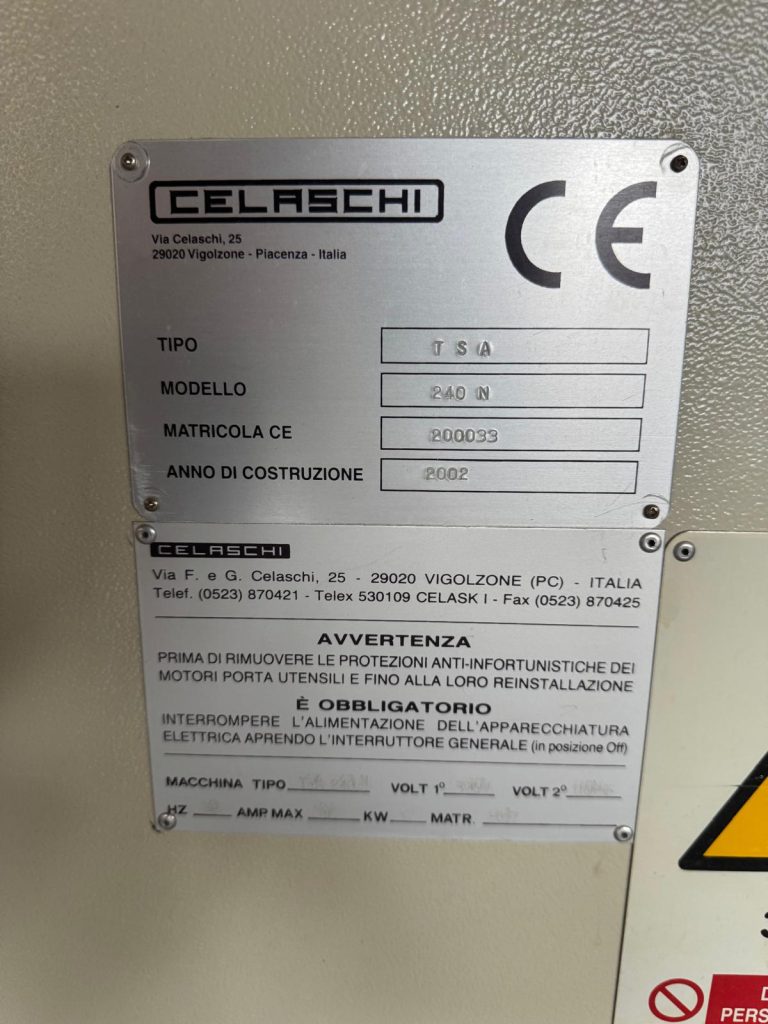 CELASCHI
CE
Via Celaschi, 25
29020 Vigolzone - Piacenza - Italia
TIPO TSA
MODELLO 240 N
MATRICOLA CE 200033
ANNO DI COSTRUZIONE 2002
CELASCHI
Via F. e G. Celaschi, 25 - 29020 VIGOLZONE (PC) - ITALIA
Telef. (0523) 870421 - Telex 530109 CELASK I - Fax (0523) 870425
AVVERTENZA
PRIMA DI RIMUOVERE LE PROTEZIONI ANTI-INFORTUNISTICHE DEI
MOTORI PORTA UTENSILI E FINO ALLA LORO REINSTALLAZIONE
È OBBLIGATORIO
INTERROMPERE L'ALIMENTAZIONE DELL'APPARECCHIATURA
ELETTRICA APRENDO L'INTERRUTTORE GENERALE (in posizione Off)
MACCHINA TIPO VOLT 1º VOLT 2º
HZ AMP MAX KW MATR.